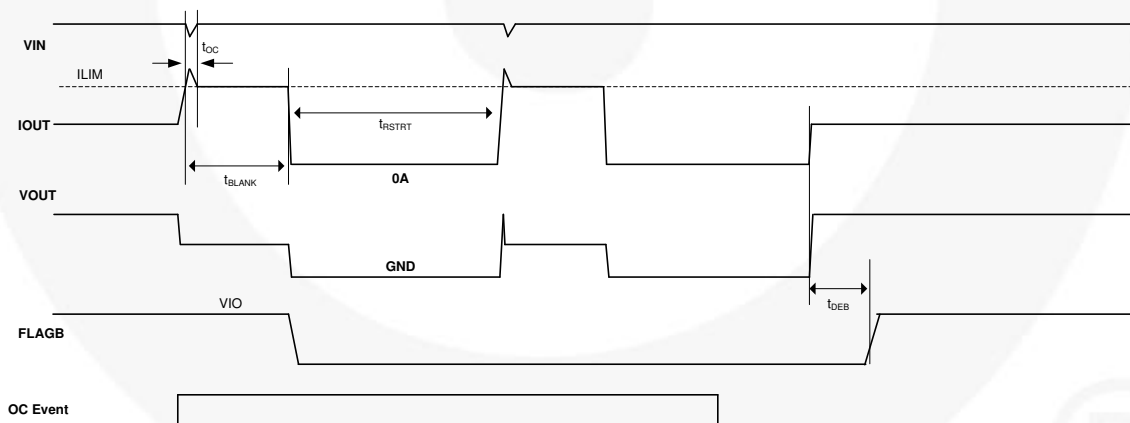 VIN
tOC
ILIM
IOUT
tRSTRT
tBLANK
0A
VOUT
GND
VIO
tDEB
FLAGB
OC Event